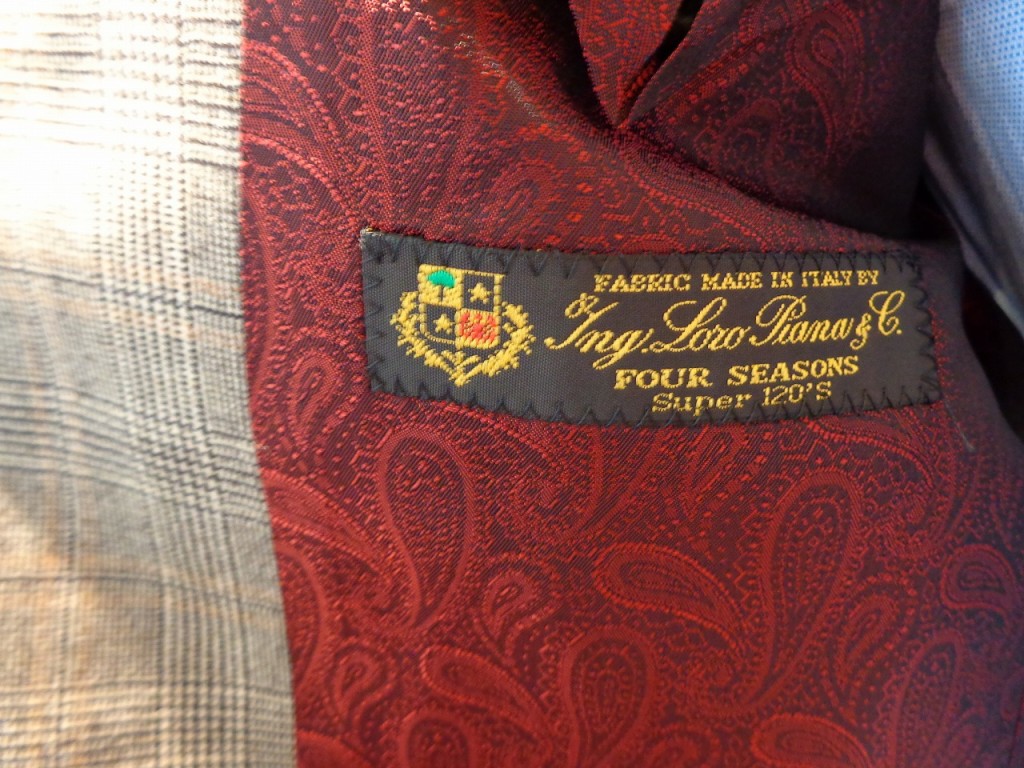 FABRIC MADE IN ITALY BY
Ing. Loro Piana & C.
FOUR SEASONS
Super 120'S